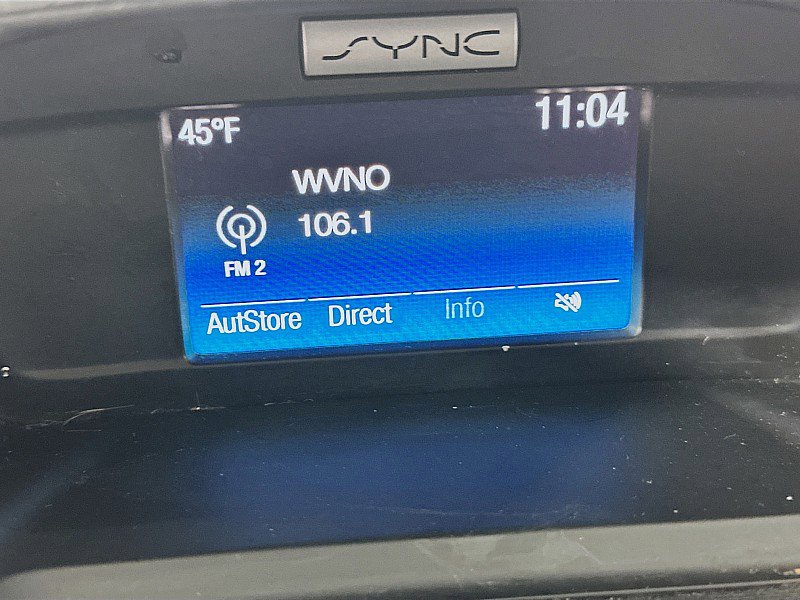 SYNC
45°F 11:04
WVNO
106.1
FM 2
AutStore Direct Info